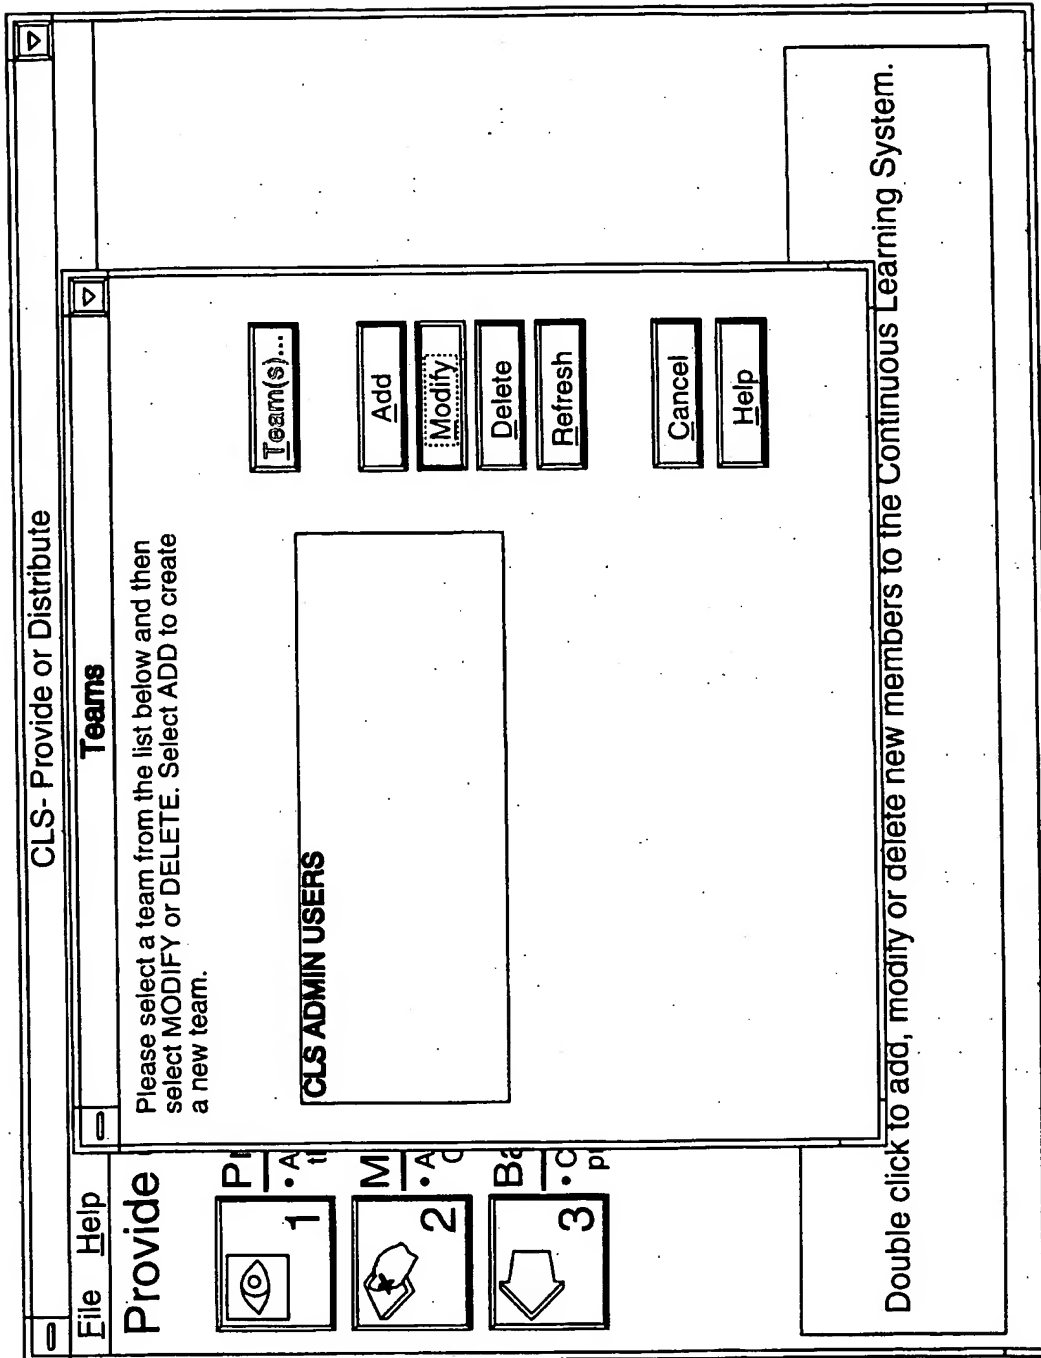 CLS- Provide or Distribute
File Help
Provide
1
2
3
• A
• A
• C
Teams
Please select a team from the list below and then
select MODIFY or DELETE. Select ADD to create
a new team.
CLS ADMIN USERS
Team(s)...
Add
Modify
Delete
Refresh
Cancel
Help
Double click to add, modify or delete new members to the Continuous Learning System.